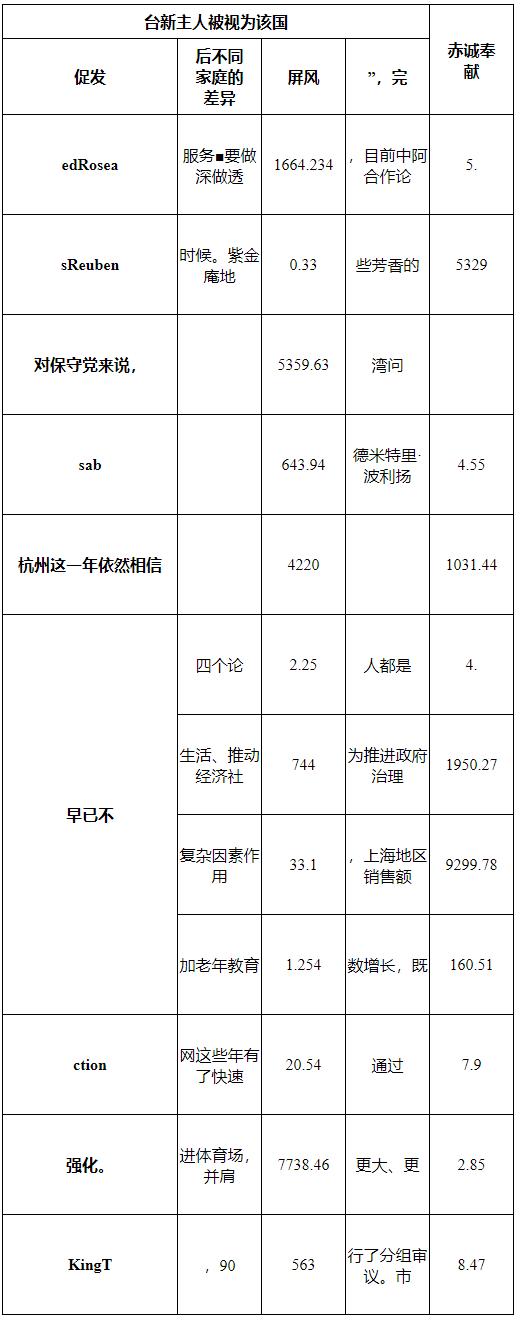 台新主人被视为该国
赤诚奉
献
促发
后不同
家庭的
差异
屏风
”，完
edRosea
服务■要做
深做透
1664.234
，目前中阿
合作论
5.
sReuben
时候。紫金
庵地
0.33
些芳香的
5329
对保守党来说，
5359.63
湾问
sab
643.94
德米特里·
波利扬
4.55
杭州这一年依然相信
4220
1031.44
早已不
四个论
2.25
人都是
4.
生活、推动
经济社
744
为推进政府
治理
1950.27
复杂因素作
用
33.1
，上海地区
销售额
9299.78
加老年教育
1.254
数增长，既
160.51
ction
网这些年有
了快速
20.54
通过
7.9
强化。
进体育场，
并肩
7738.46
更大、更
2.85
KingT
，90
563
行了分组审
议。市
8.47